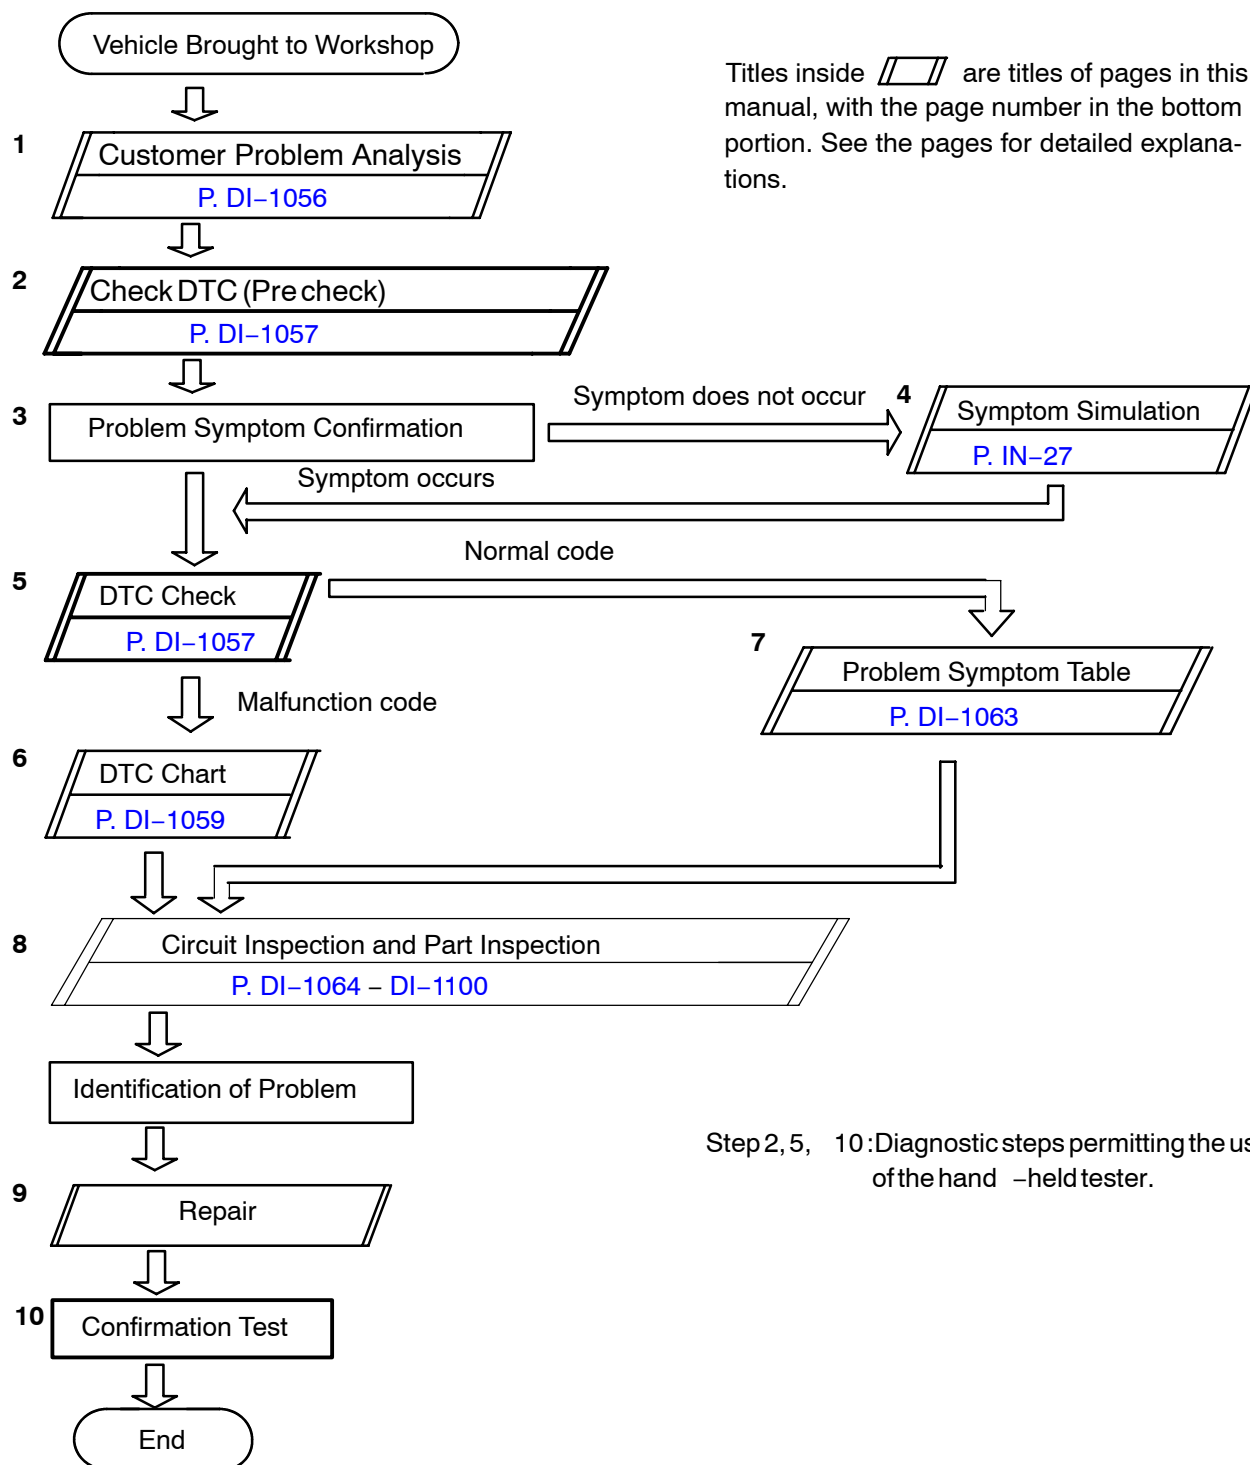 Vehicle Brought to Workshop
Titles inside are titles of pages in this
manual, with the page number in the bottom
portion. See the pages for detailed explana-
tions.
1
Customer Problem Analysis
P. DI–1056
2
Check DTC (Pre check)
P. DI–1057
3
Problem Symptom Confirmation
Symptom does not occur
4
Symptom Simulation
P. IN–27
Symptom occurs
Normal code
5
DTC Check
P. DI–1057
7
Problem Symptom Table
P. DI–1063
Malfunction code
6
DTC Chart
P. DI–1059
8
Circuit Inspection and Part Inspection
P. DI–1064 – DI–1100
Identification of Problem
Step 2, 5, 10 : Diagnostic steps permitting the us
of the hand –held tester.
9
Repair
10
Confirmation Test
End